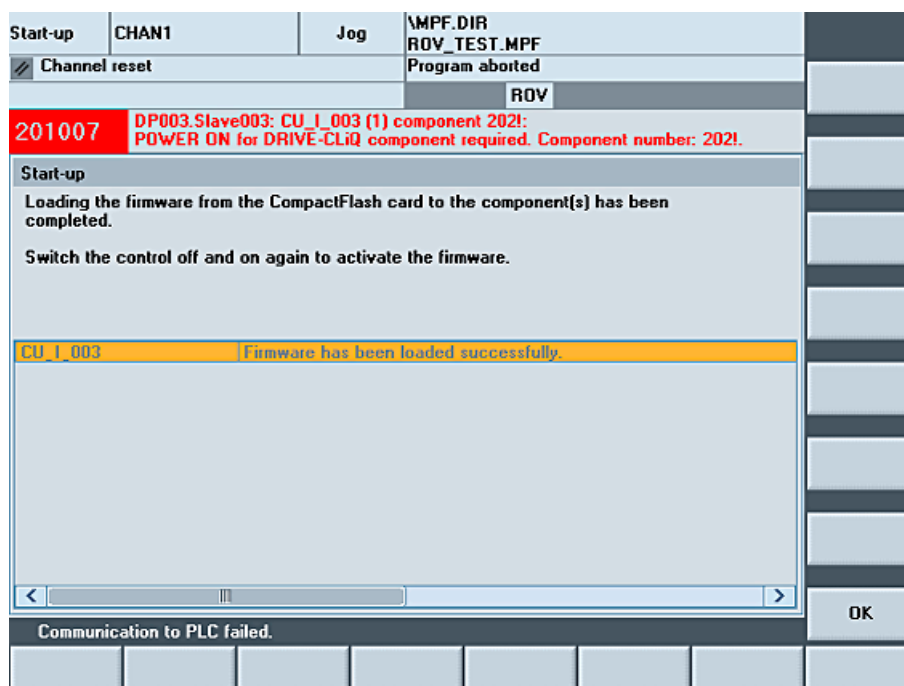 Start-up
CHAN1
Jog
\MPF.DIR
ROV_TEST.MPF
Channel reset
Program aborted
ROV
201007
DP003.Slave003: CU_I_003 (1) component 202!:
POWER ON for DRIVE-CLiQ component required. Component number: 202!.
Start-up
Loading the firmware from the CompactFlash card to the component(s) has been
completed.
Switch the control off and on again to activate the firmware.
CU_I_003
Firmware has been loaded successfully.
OK
Communication to PLC failed.